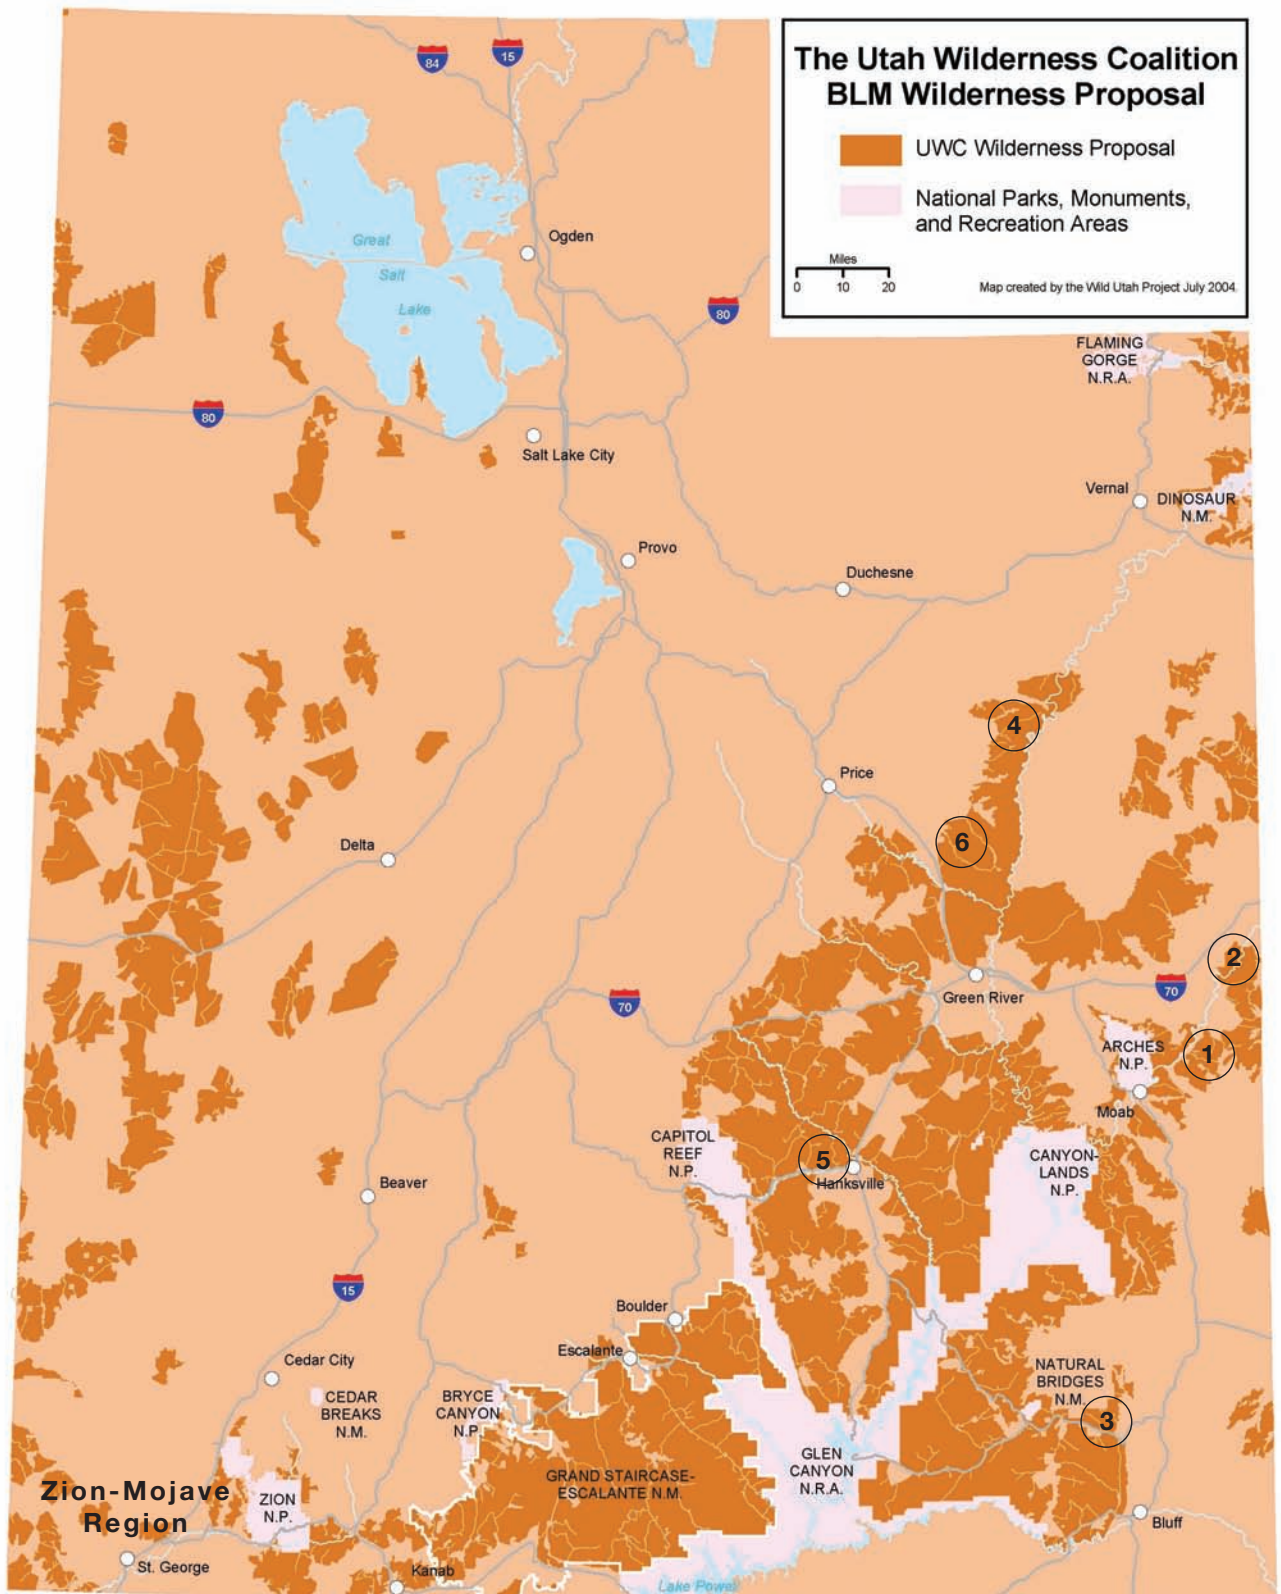 The Utah Wilderness Coalition
BLM Wilderness Proposal
UWC Wilderness Proposal
National Parks, Monuments,
and Recreation Areas
Miles
0 10 20
Map created by the Wild Utah Project July 2004.
84
15
Ogden
Great
Salt
Lake
80
FLAMING
GORGE
N.R.A.
80
Salt Lake City
Vernal
DINOSAUR
N.M.
Provo
Duchesne
4
Price
6
Delta
2
Green River
70
70
ARCHES
N.P.
1
Moab
CAPITOL
REEF
N.P.
5
Hanksville
CANYON-
LANDS
N.P.
Beaver
15
Boulder
Escalante
Cedar City
CEDAR
BREAKS
N.M.
BRYCE
CANYON
N.P.
NATURAL
BRIDGES
N.M.
3
GLEN
CANYON
N.R.A.
GRAND STAIRCASE-
ESCALANTE N.M.
Zion-Mojave
Region
ZION
N.P.
Bluff
St. George
Kanab
Lake Powel